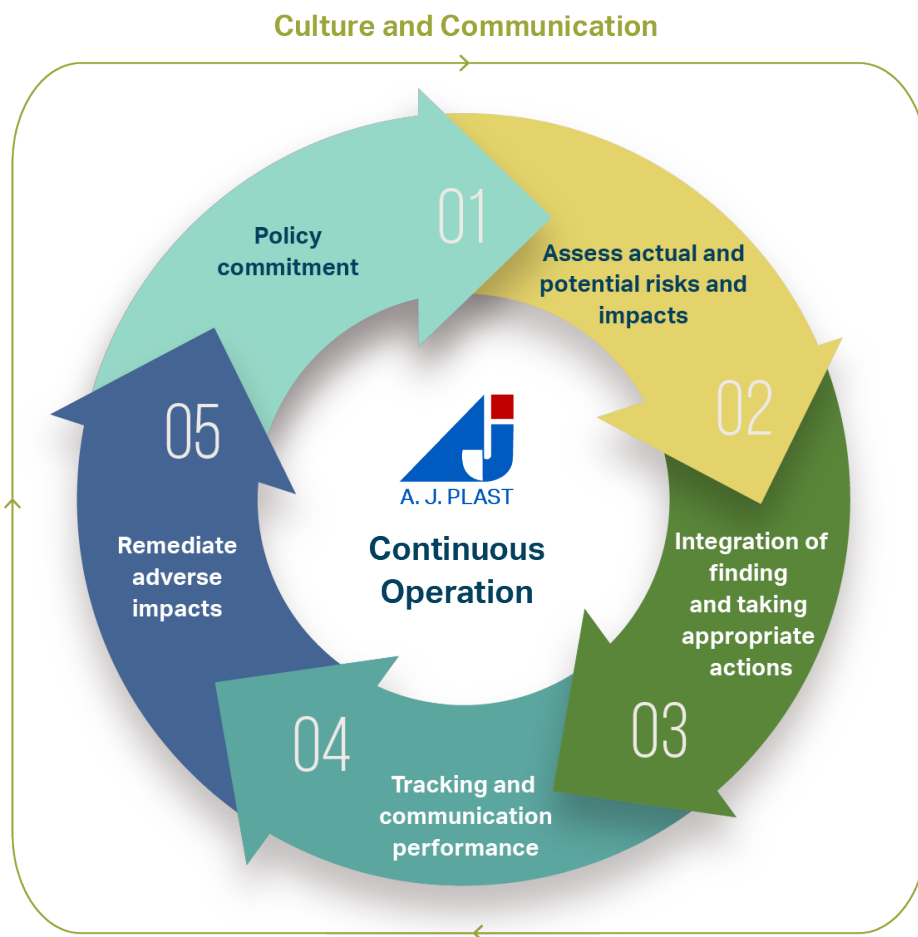 Culture and Communication
01
Policy
commitment
Assess actual and
potential risks and
impacts
02
Integration of
finding
and taking
appropriate
actions
03
Tracking and
communication
performance
04
Remediate
adverse
impacts
05
A. J. PLAST
Continuous
Operation